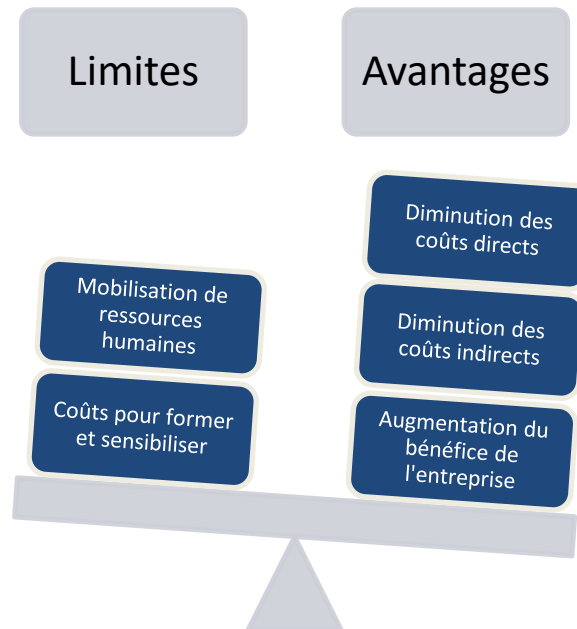 Limites
Avantages
Mobilisation de
ressources
humaines
Coûts pour former
et sensibiliser
Diminution des
coûts directs
Diminution des
coûts indirects
Augmentation du
bénéfice de
l'entreprise